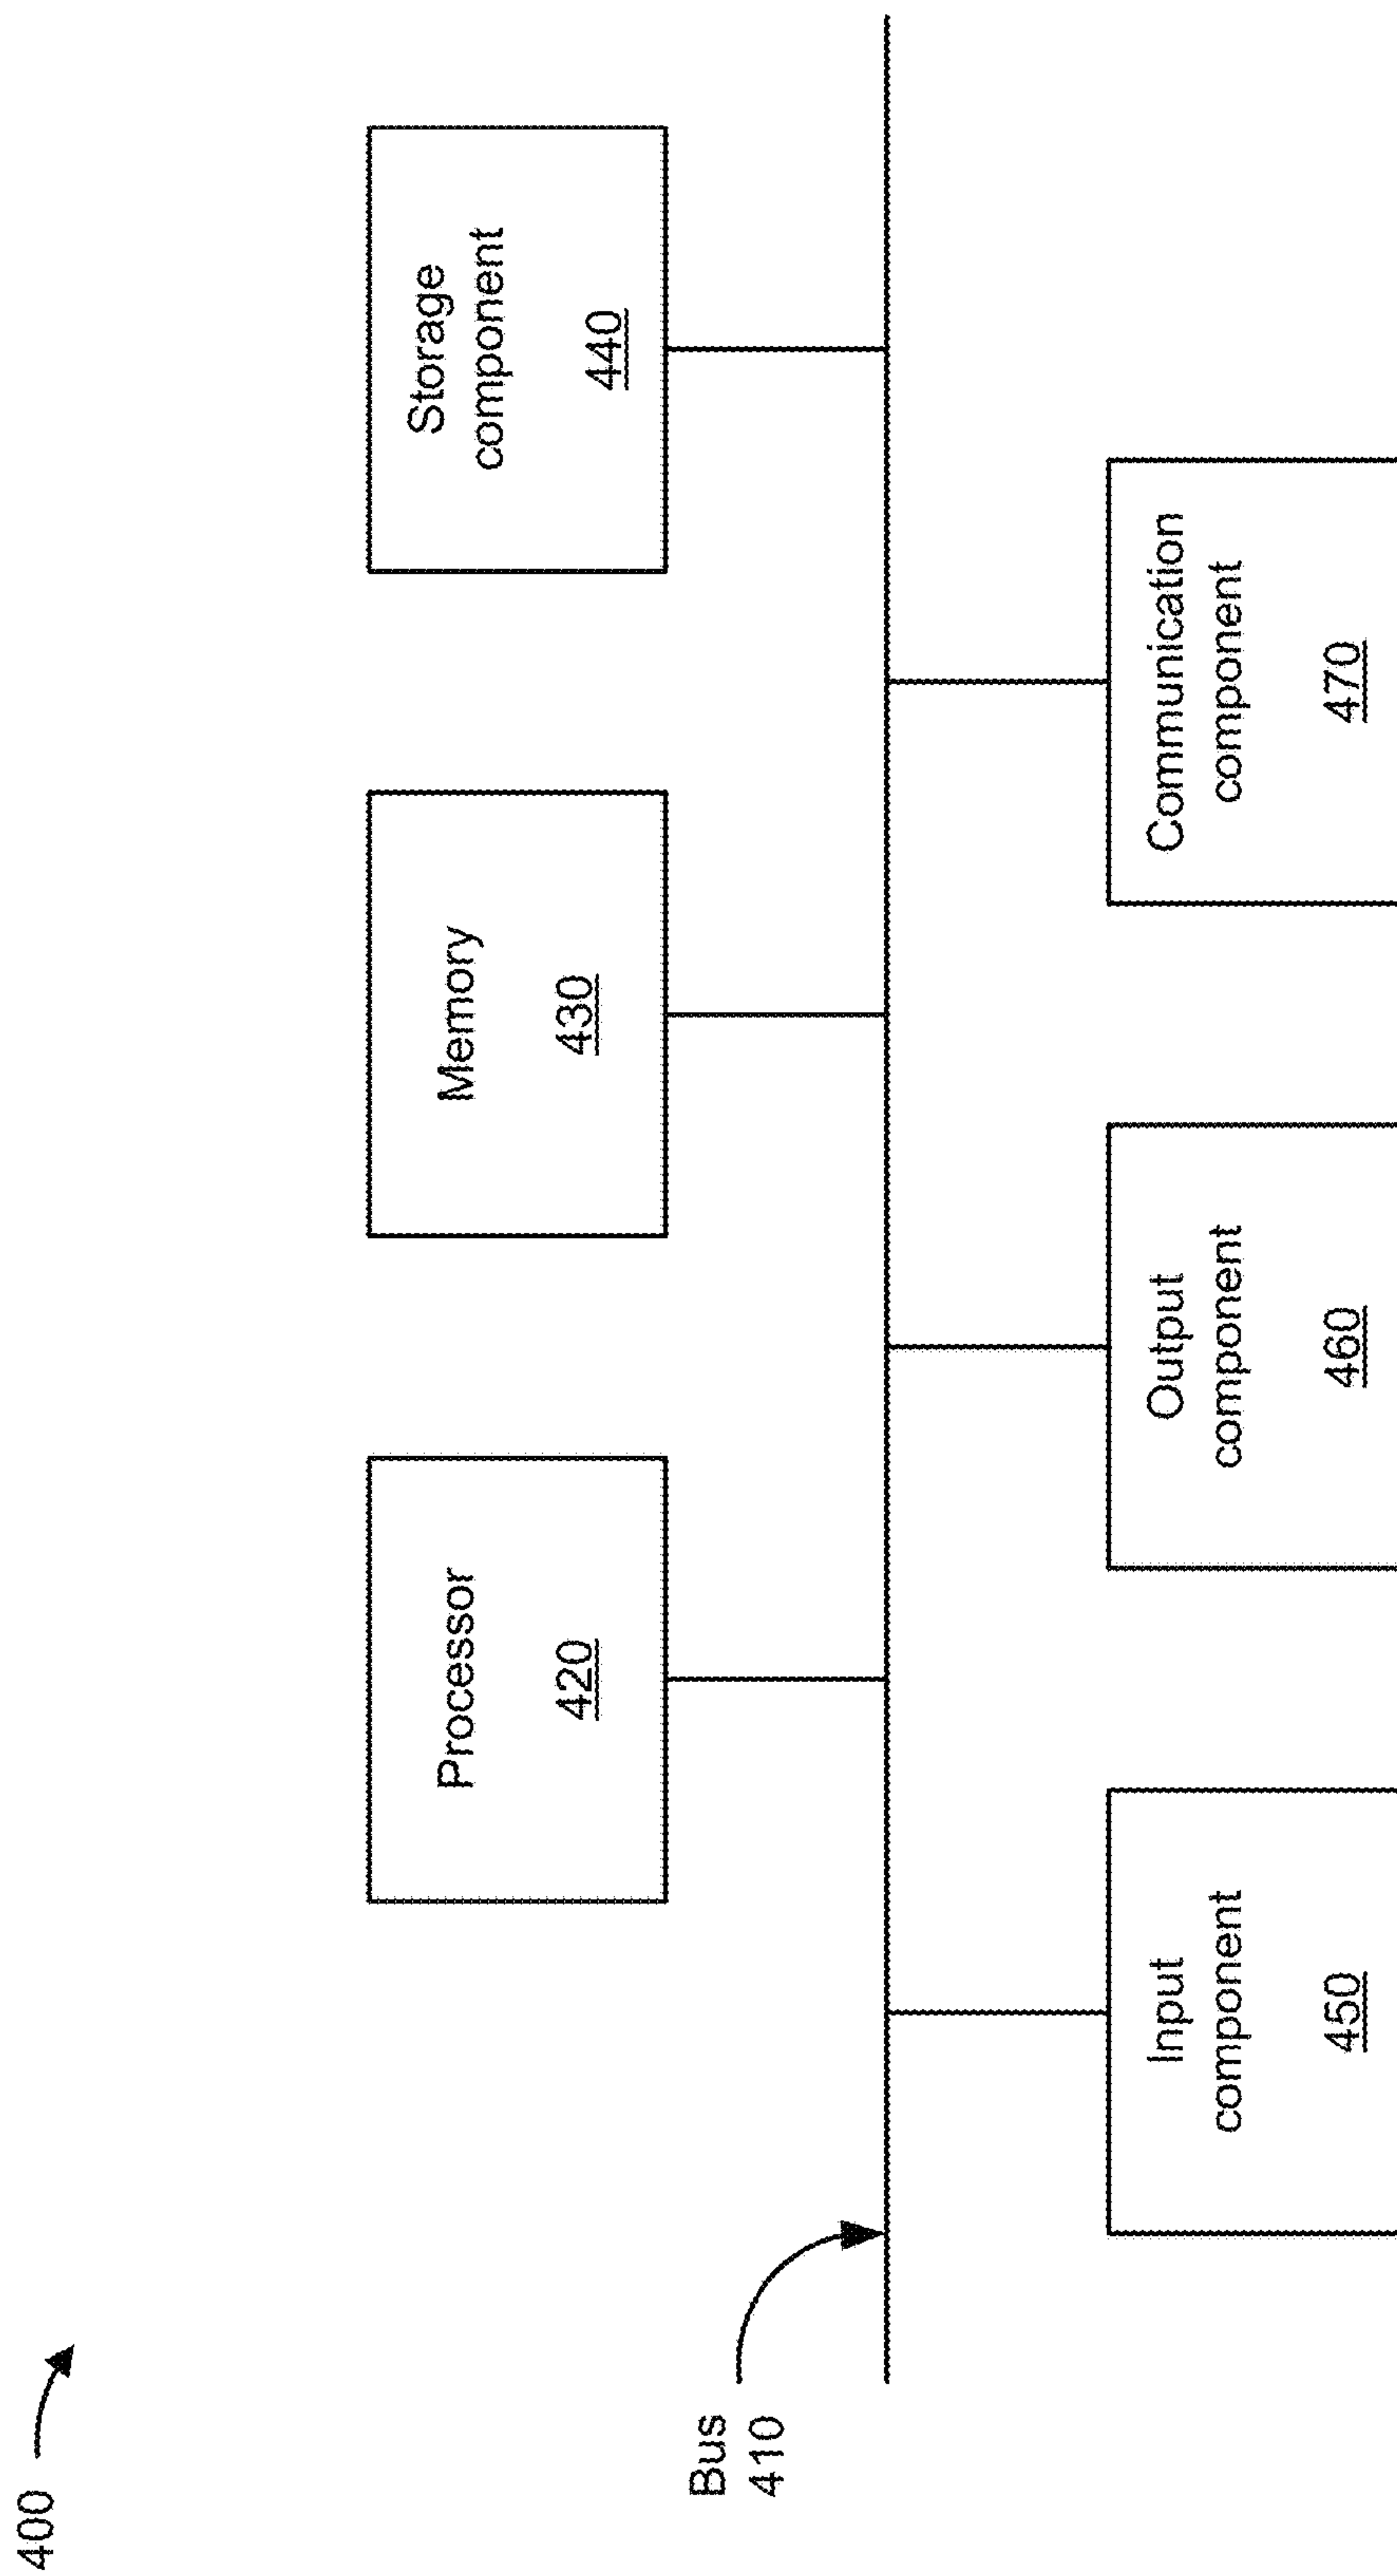 400
Processor
420
Memory
430
Storage
component
440
Bus
410
Input
component
450
Output
component
460
Communication
component
470